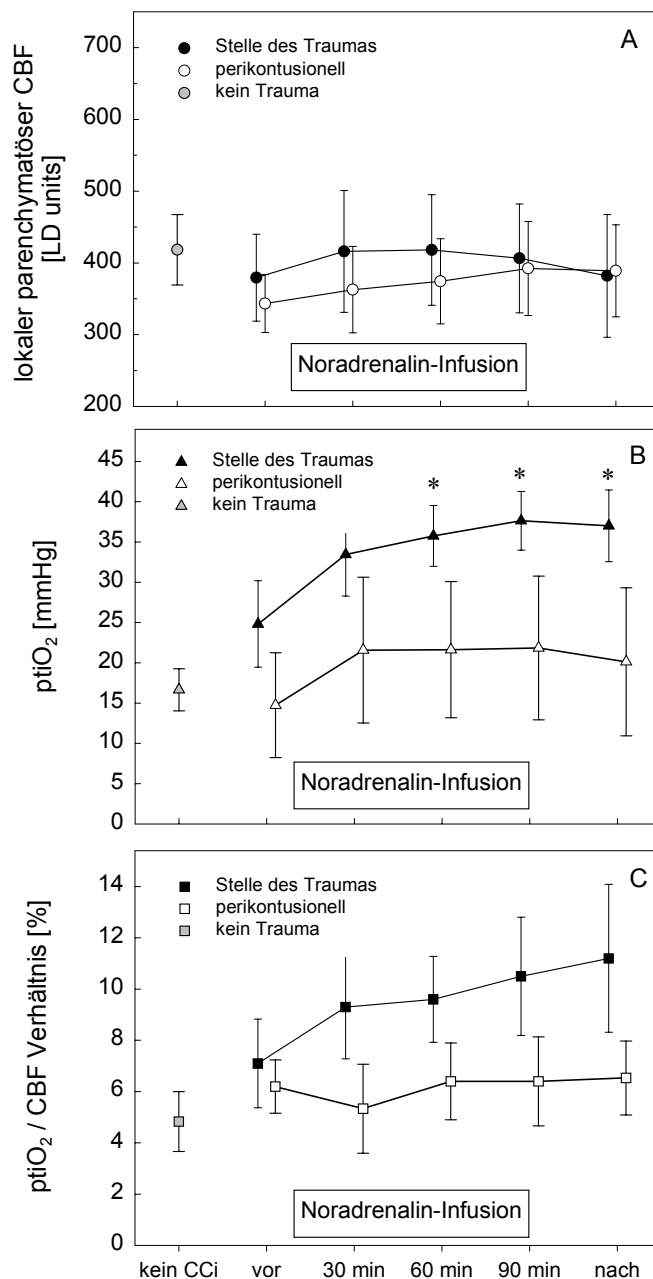 A
Stelle des Traumas
perikontusionell
kein Trauma
lokaler parenchymatöser CBF
[LD units]
700
600
500
400
300
200
Noradrenalin-Infusion
B
Stelle des Traumas
perikontusionell
kein Trauma
* * *
ptiO₂ [mmHg]
45
40
35
30
25
20
15
10
5
0
Noradrenalin-Infusion
C
Stelle des Traumas
perikontusionell
kein Trauma
ptiO₂ / CBF Verhältnis [%]
14
12
10
8
6
4
2
0
Noradrenalin-Infusion
kein CCi vor 30 min 60 min 90 min nach